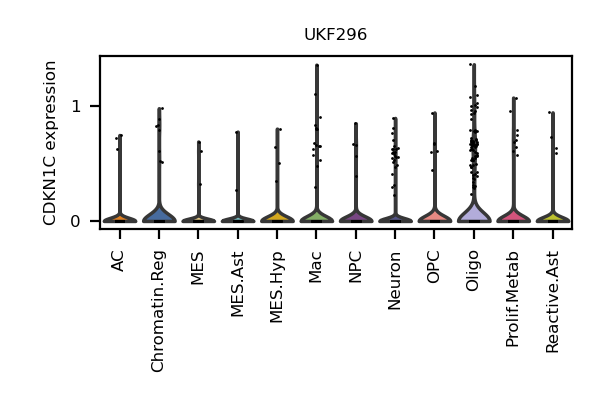 UKF296
CDKN1C expression
1
0
AC
Chromatin.Reg
MES
MES.Ast
MES.Hyp
Mac
NPC
Neuron
OPC
Oligo
Prolif.Metab
Reactive.Ast